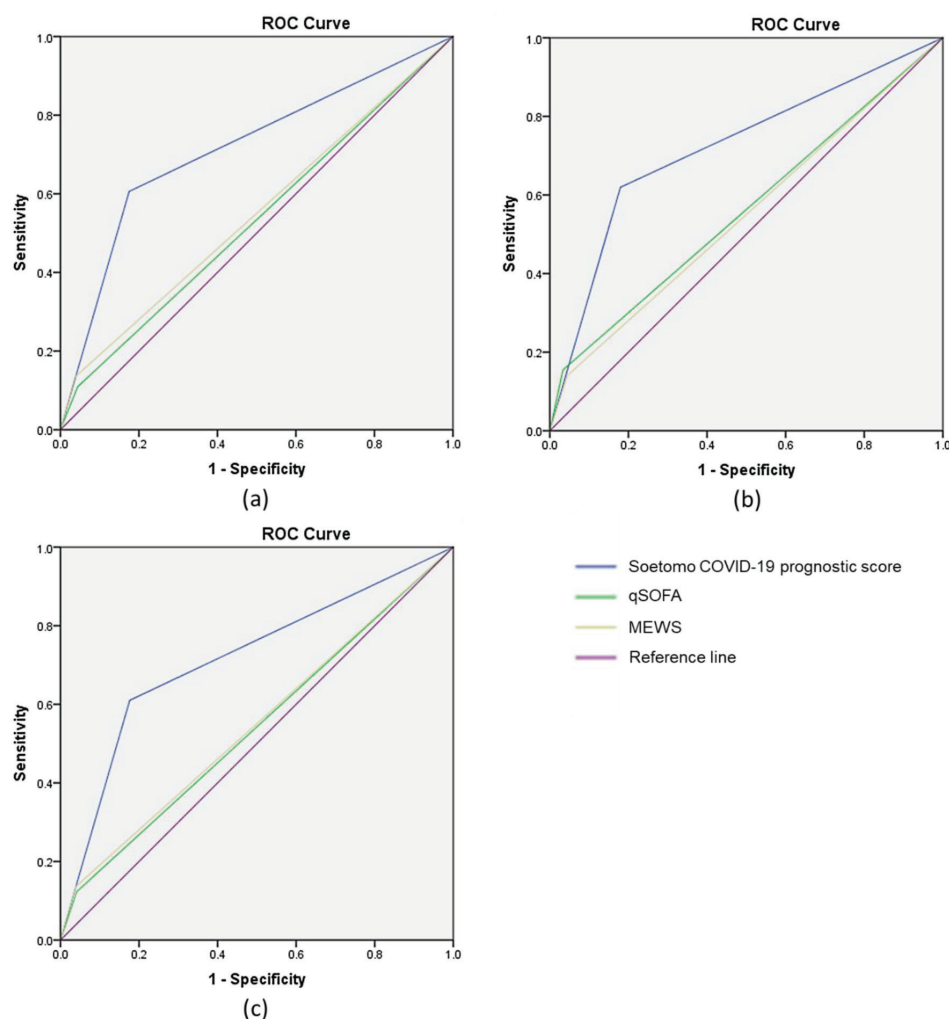 ROC Curve
1.0
0.8
0.6
0.4
0.2
0.0
Sensitivity
0.0 0.2 0.4 0.6 0.8 1.0
1 - Specificity
(a)
ROC Curve
1.0
0.8
0.6
0.4
0.2
0.0
Sensitivity
0.0 0.2 0.4 0.6 0.8 1.0
1 - Specificity
(b)
ROC Curve
1.0
0.8
0.6
0.4
0.2
0.0
Sensitivity
0.0 0.2 0.4 0.6 0.8 1.0
1 - Specificity
(c)
Soetomo COVID-19 prognostic score
qSOFA
MEWS
Reference line